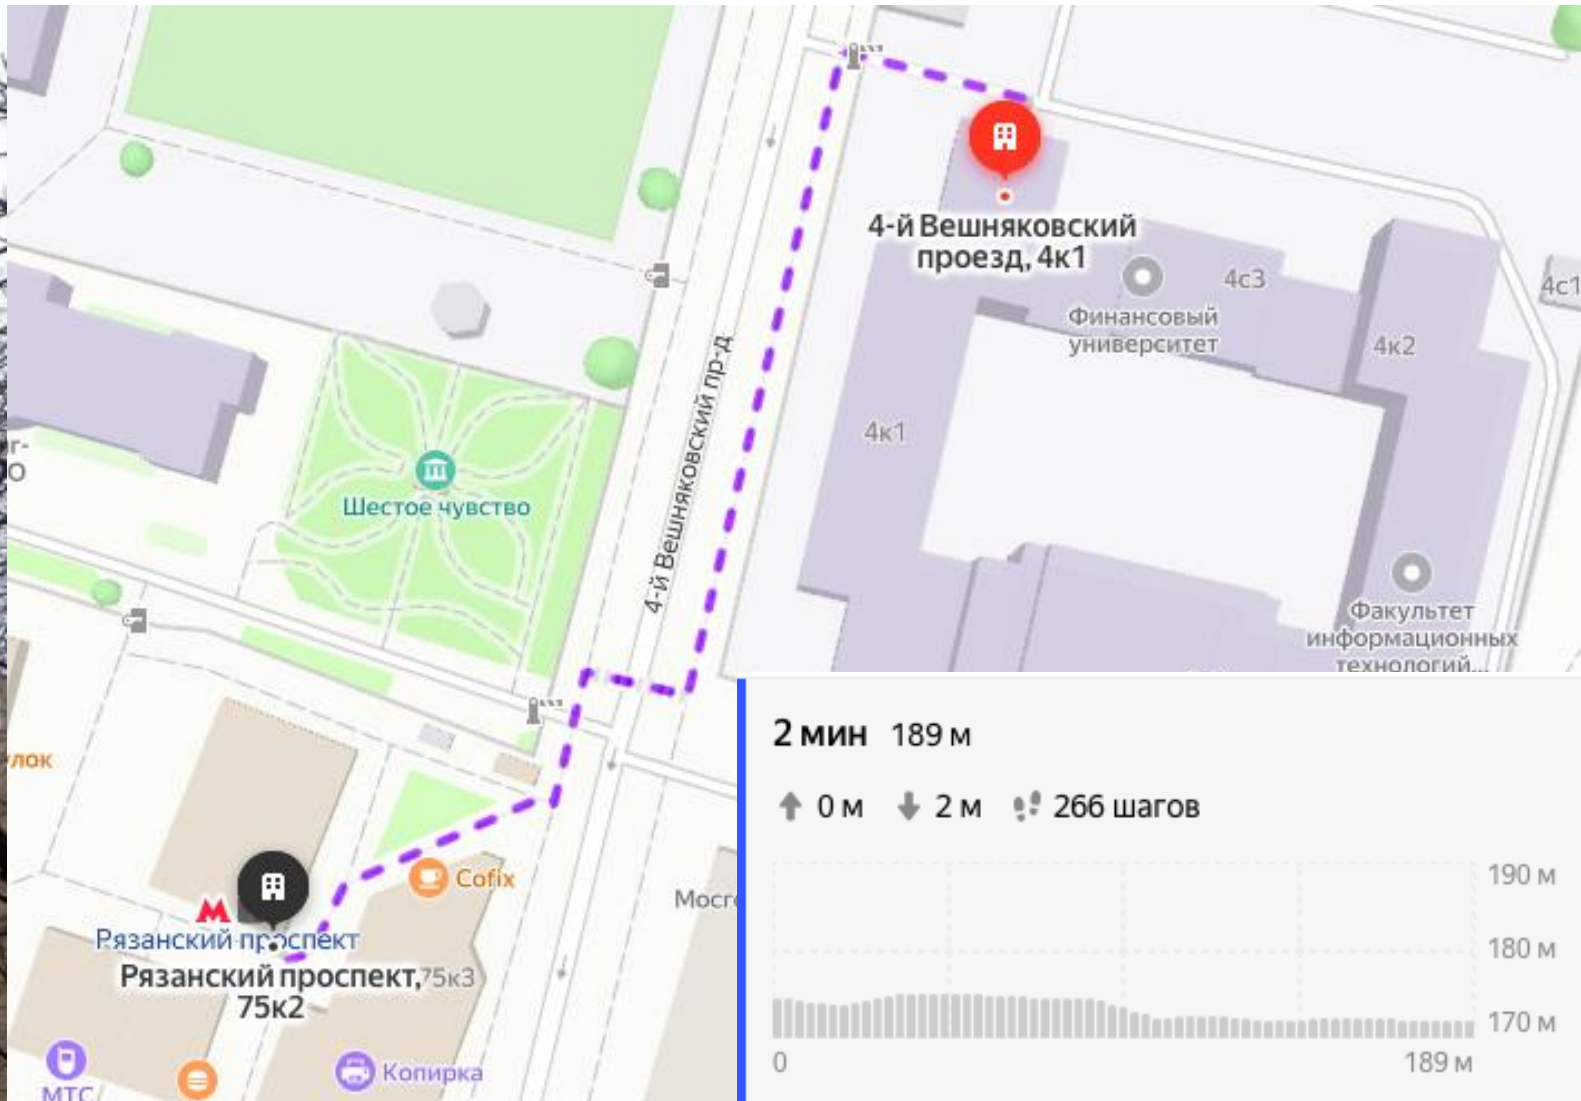 4-й Вешняковский
проезд, 4к1
4с3
4с1
Финансовый
университет
4к2
4к1
4-й Вешняковский пр-д
Шестое чувство
Факультет
информационных
технологий...
Cofix
Рязанский проспект
Рязанский проспект,
75к2
75к3
Копирка
МТС
2 мин 189 м
0 м 2 м 266 шагов
190 м
180 м
170 м
0
189 м